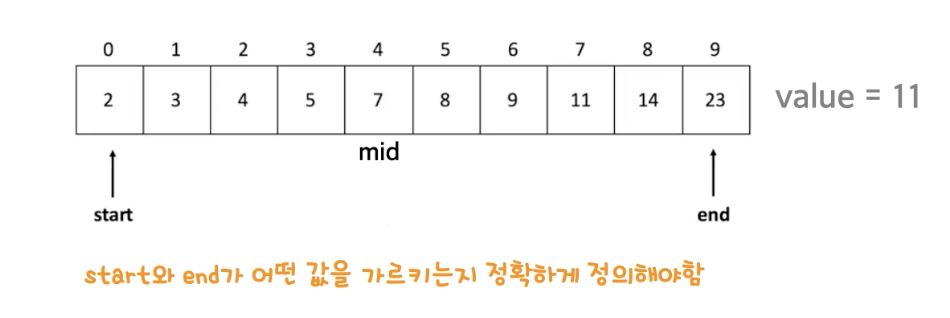 0 1 2 3 4 5 6 7 8 9
2 3 4 5 7 8 9 11 14 23 value = 11
mid
start end
start와 end가 어떤 값을 가르키는지 정확하게 정의해야함